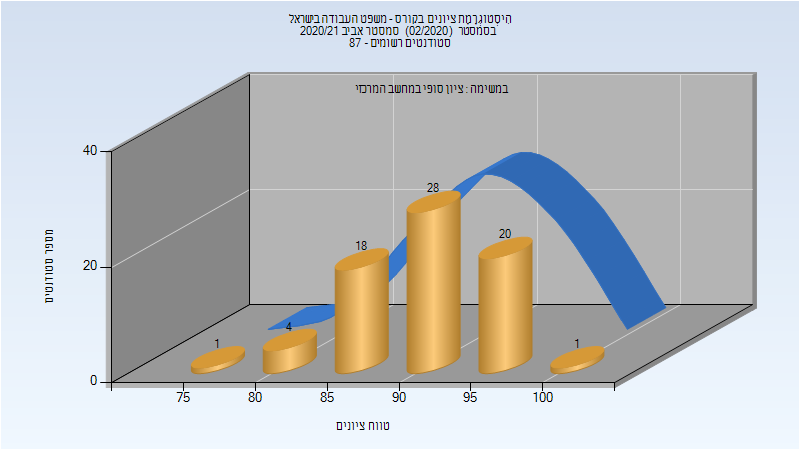 היסטוגרמת ציונים בקורס - משפט העבודה בישראל
בסמסטר (02/2020) סמסטר אביב 2020/21
סטודנטים רשומים - 87
במשימה : ציון סופי במחשב המרכזי
40
20
0
מספר סטודנטים
1
4
18
28
20
1
75
80
85
90
95
100
טווח ציונים